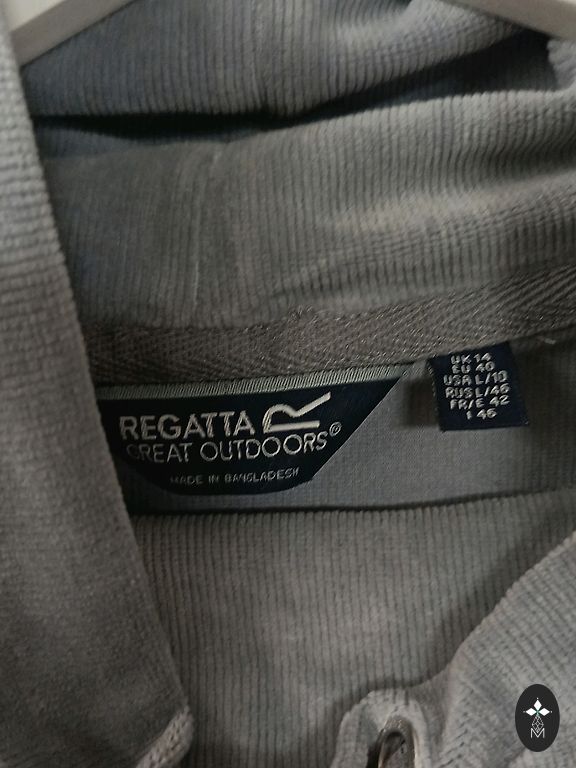 REGATTA
GREAT OUTDOORS®
MADE IN BANGLADESH
UK 14
EU 40
USA L/10
RUS L/46
FR/E 42
I 46
M